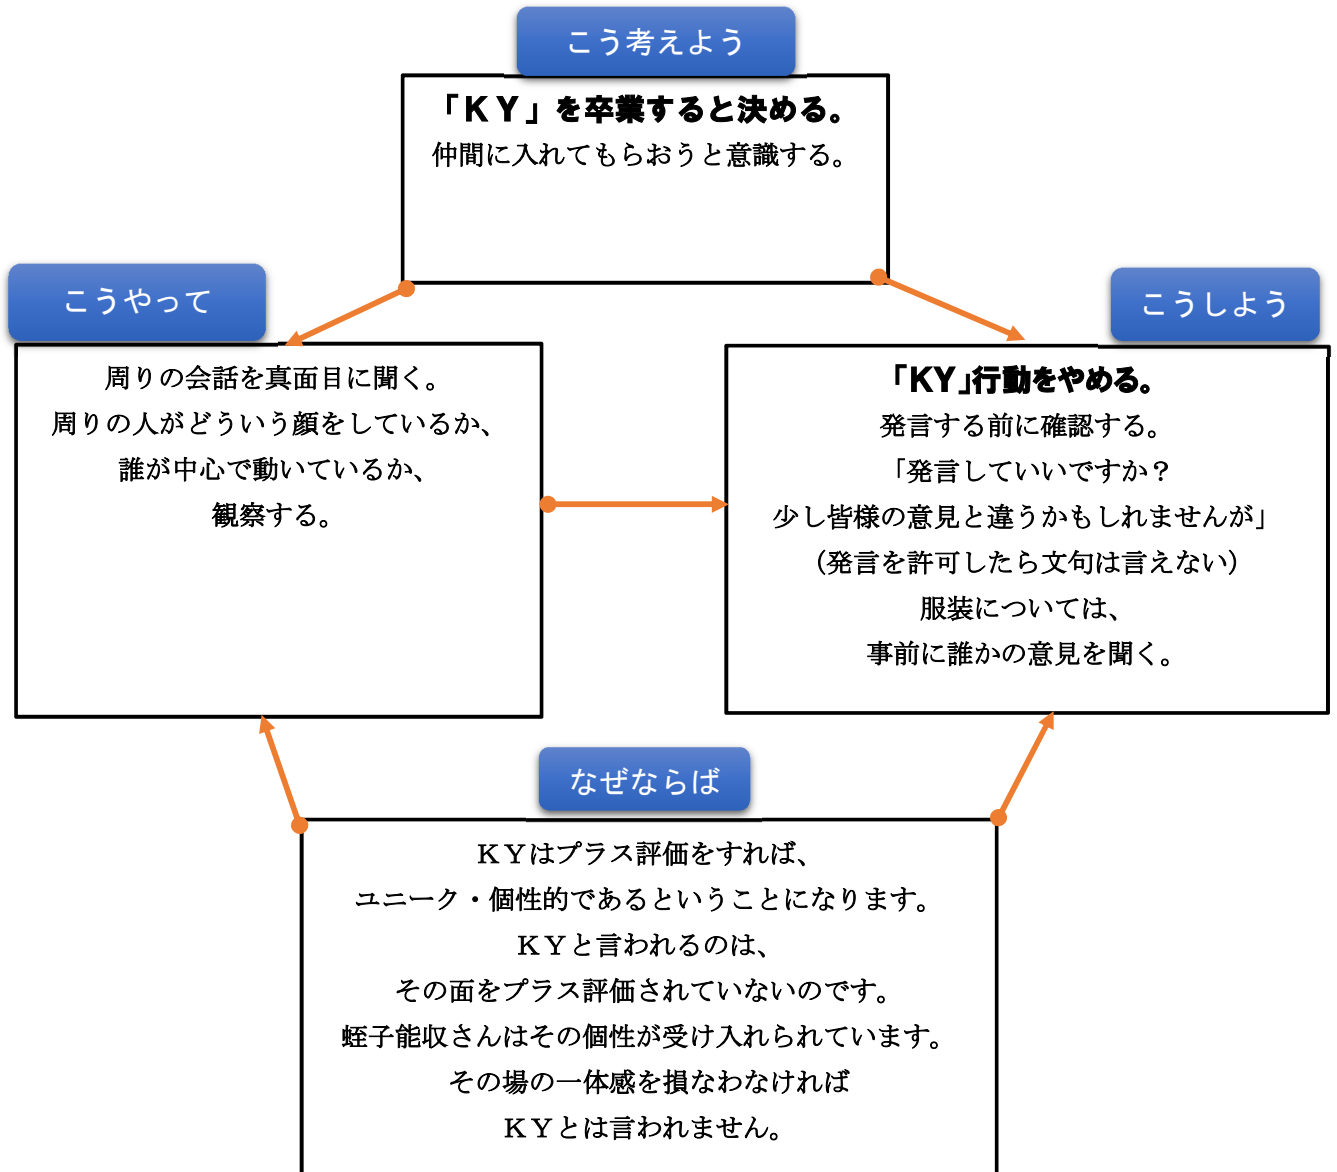 こう考えよう
「ＫＹ」を卒業すると決める。
仲間に入れてもらおうと意識する。
こうやって
周りの会話を真面目に聞く。
周りの人がどういう顔をしているか、
誰が中心で動いているか、
観察する。
こうしよう
「KY」行動をやめる。
発言する前に確認する。
「発言していいですか？
少し皆様の意見と違うかもしれませんが」
（発言を許可したら文句は言えない）
服装については、
事前に誰かの意見を聞く。
なぜならば
ＫＹはプラス評価をすれば、
ユニーク・個性的であるということになります。
ＫＹと言われるのは、
その面をプラス評価されていないのです。
蛭子能収さんはその個性が受け入れられています。
その場の一体感を損なわなければ
ＫＹとは言われません。